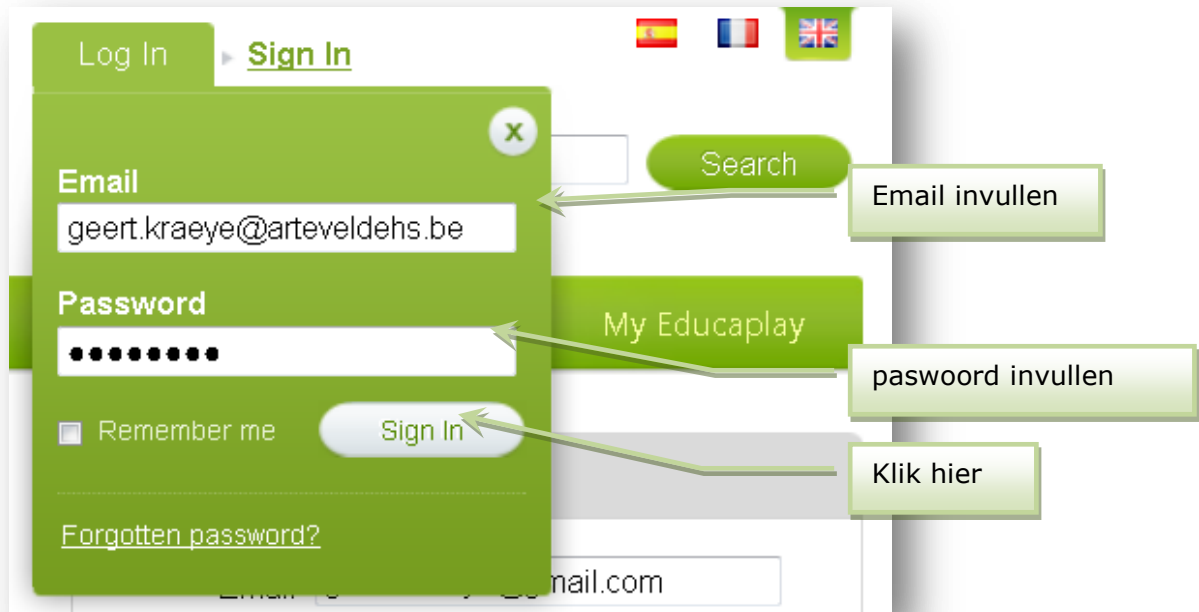 Log In
Sign In
x
Search
Email
Email invullen
geert.kraeye@arteveldehs.be
Password
My Educaplay
●●●●●●●●
paswoord invullen
Remember me
Sign In
Klik hier
Forgotten password?
@gmail.com